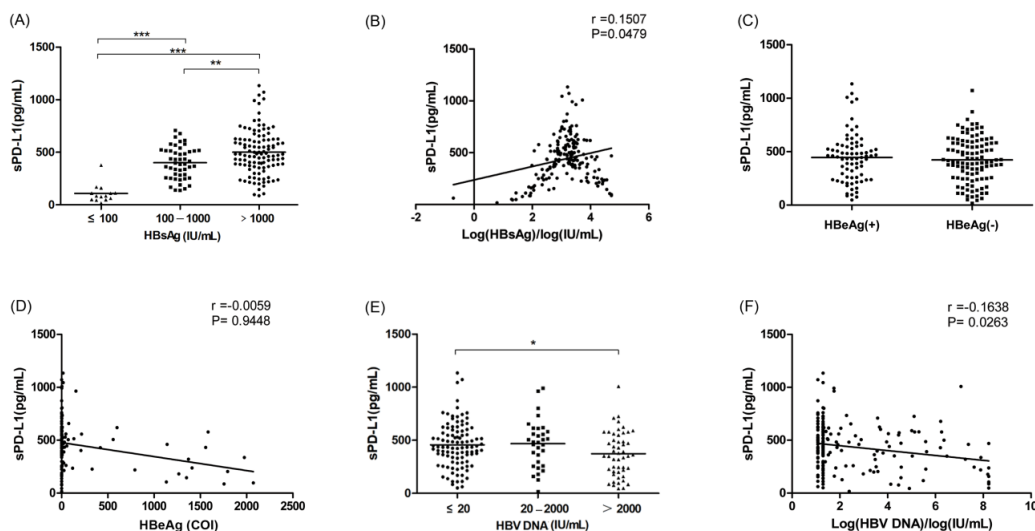 (A)
***
***
**
1500
1000
500
0
sPD-L1(pg/mL)
≤ 100
100－1000
> 1000
HBsAg (IU/mL)
(B)
r =0.1507
P=0.0479
1500
1000
500
sPD-L1(pg/mL)
-2
0
2
4
6
Log(HBsAg)/log(IU/mL)
(C)
1500
1000
500
0
sPD-L1(pg/mL)
HBeAg(+)
HBeAg(-)
(D)
r =-0.0059
P= 0.9448
1500
1000
500
0
sPD-L1(pg/mL)
0
500
1000
1500
2000
2500
HBeAg (COI)
(E)
*
1500
1000
500
0
sPD-L1(pg/mL)
≤ 20
20－2000
＞2000
HBV DNA (IU/mL)
(F)
r =-0.1638
P= 0.0263
1500
1000
500
0
sPD-L1(pg/mL)
0
2
4
6
8
10
Log(HBV DNA)/log(IU/mL)